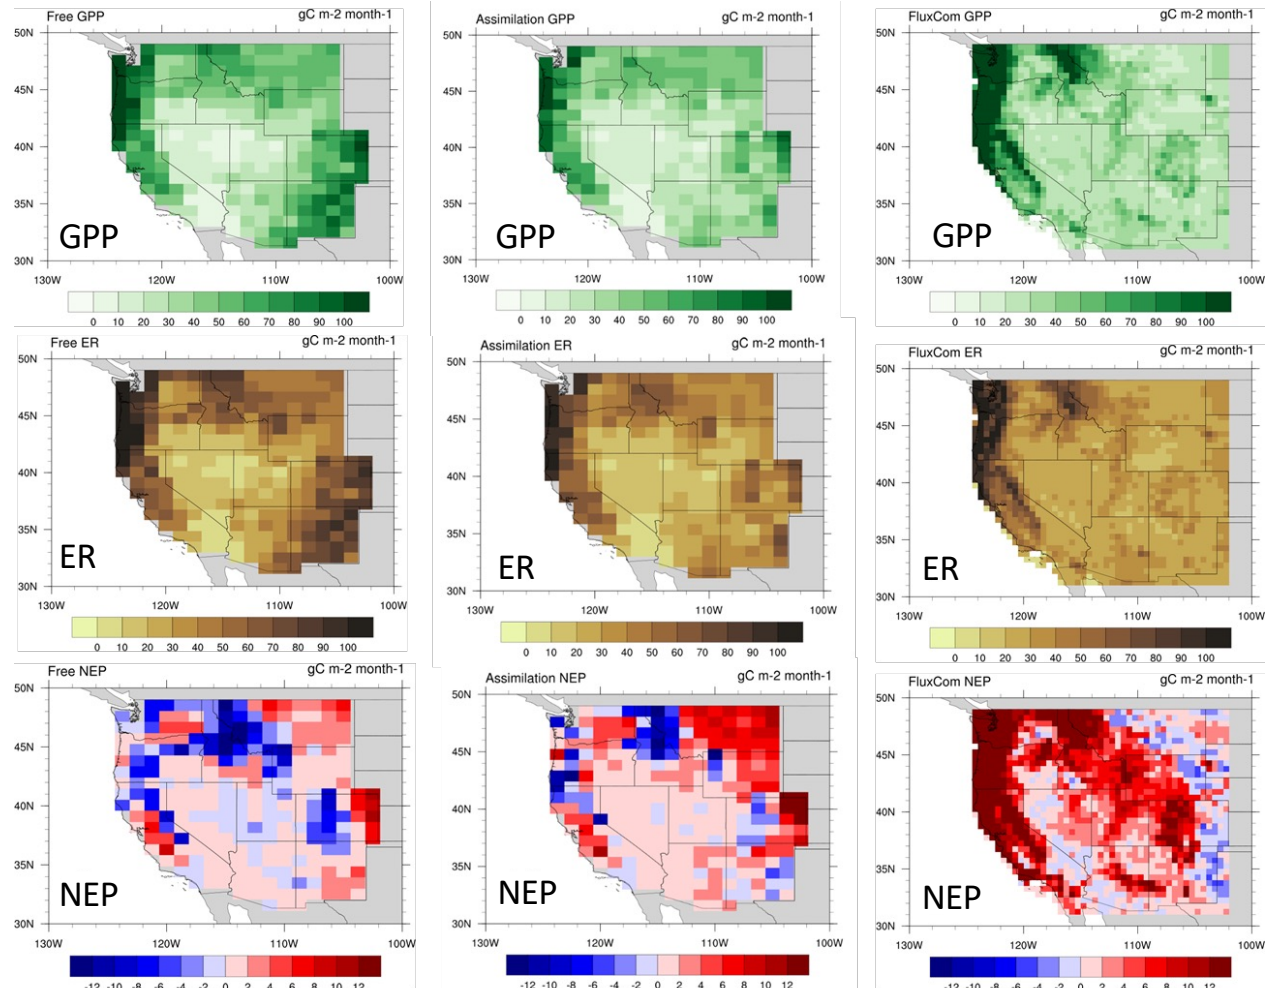 Free GPP gC m-2 month-1
50N
45N
40N
35N
30N
GPP
130W 120W 110W 100W
0 10 20 30 40 50 60 70 80 90 100
Assimilation GPP gC m-2 month-1
50N
45N
40N
35N
30N
GPP
130W 120W 110W 100W
0 10 20 30 40 50 60 70 80 90 100
FluxCom GPP gC m-2 month-1
50N
45N
40N
35N
30N
GPP
130W 120W 110W 100W
0 10 20 30 40 50 60 70 80 90 100
Free ER gC m-2 month-1
50N
45N
40N
35N
30N
ER
130W 120W 110W 100W
0 10 20 30 40 50 60 70 80 90 100
Assimilation ER gC m-2 month-1
50N
45N
40N
35N
30N
ER
130W 120W 110W 100W
0 10 20 30 40 50 60 70 80 90 100
FluxCom ER gC m-2 month-1
50N
45N
40N
35N
30N
ER
130W 120W 110W 100W
0 10 20 30 40 50 60 70 80 90 100
Free NEP gC m-2 month-1
50N
45N
40N
35N
30N
NEP
130W 120W 110W 100W
-12 -10 -8 -6 -4 -2 0 2 4 6 8 10 12
Assimilation NEP gC m-2 month-1
50N
45N
40N
35N
30N
NEP
130W 120W 110W 100W
-12 -10 -8 -6 -4 -2 0 2 4 6 8 10 12
FluxCom NEP gC m-2 month-1
50N
45N
40N
35N
30N
NEP
130W 120W 110W 100W
-12 -10 -8 -6 -4 -2 0 2 4 6 8 10 12